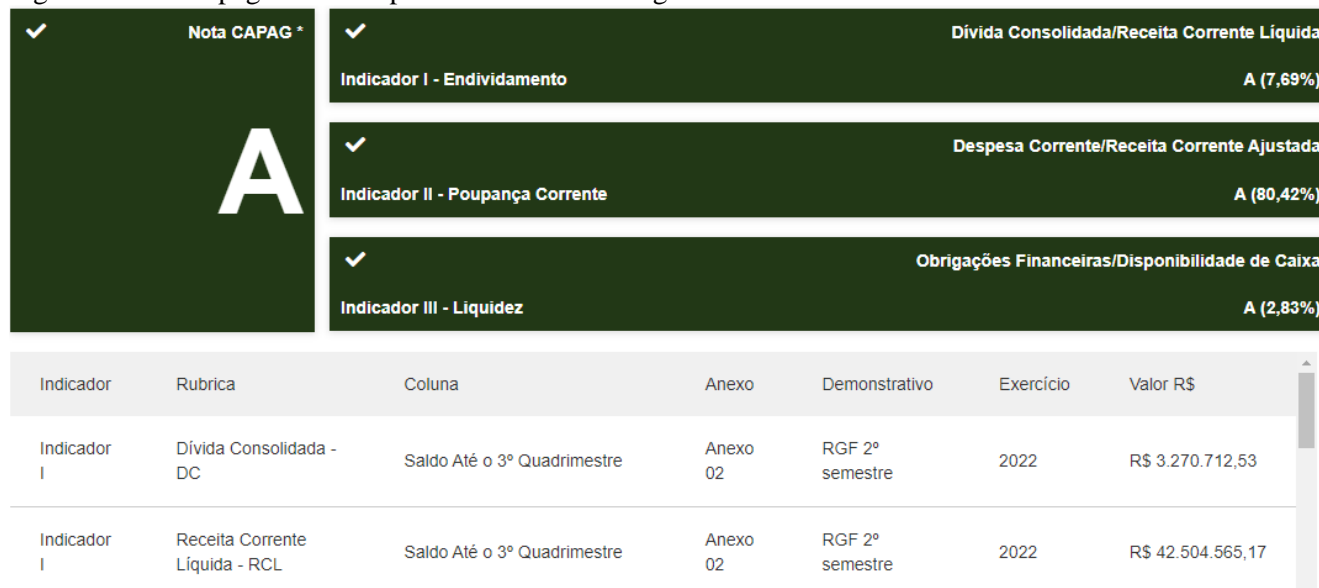 Nota CAPAG *
A
Dívida Consolidada/Receita Corrente Líquida
Indicador I - Endividamento A (7,69%)
Despesa Corrente/Receita Corrente Ajustada
Indicador II - Poupança Corrente A (80,42%)
Obrigações Financeiras/Disponibilidade de Caixa
Indicador III - Liquidez A (2,83%)
Indicador Rubrica Coluna Anexo Demonstrativo Exercício Valor R$
Indicador I Dívida Consolidada - DC Saldo Até o 3º Quadrimestre Anexo 02 RGF 2º semestre 2022 R$ 3.270.712,53
Indicador I Receita Corrente Líquida - RCL Saldo Até o 3º Quadrimestre Anexo 02 RGF 2º semestre 2022 R$ 42.504.565,17